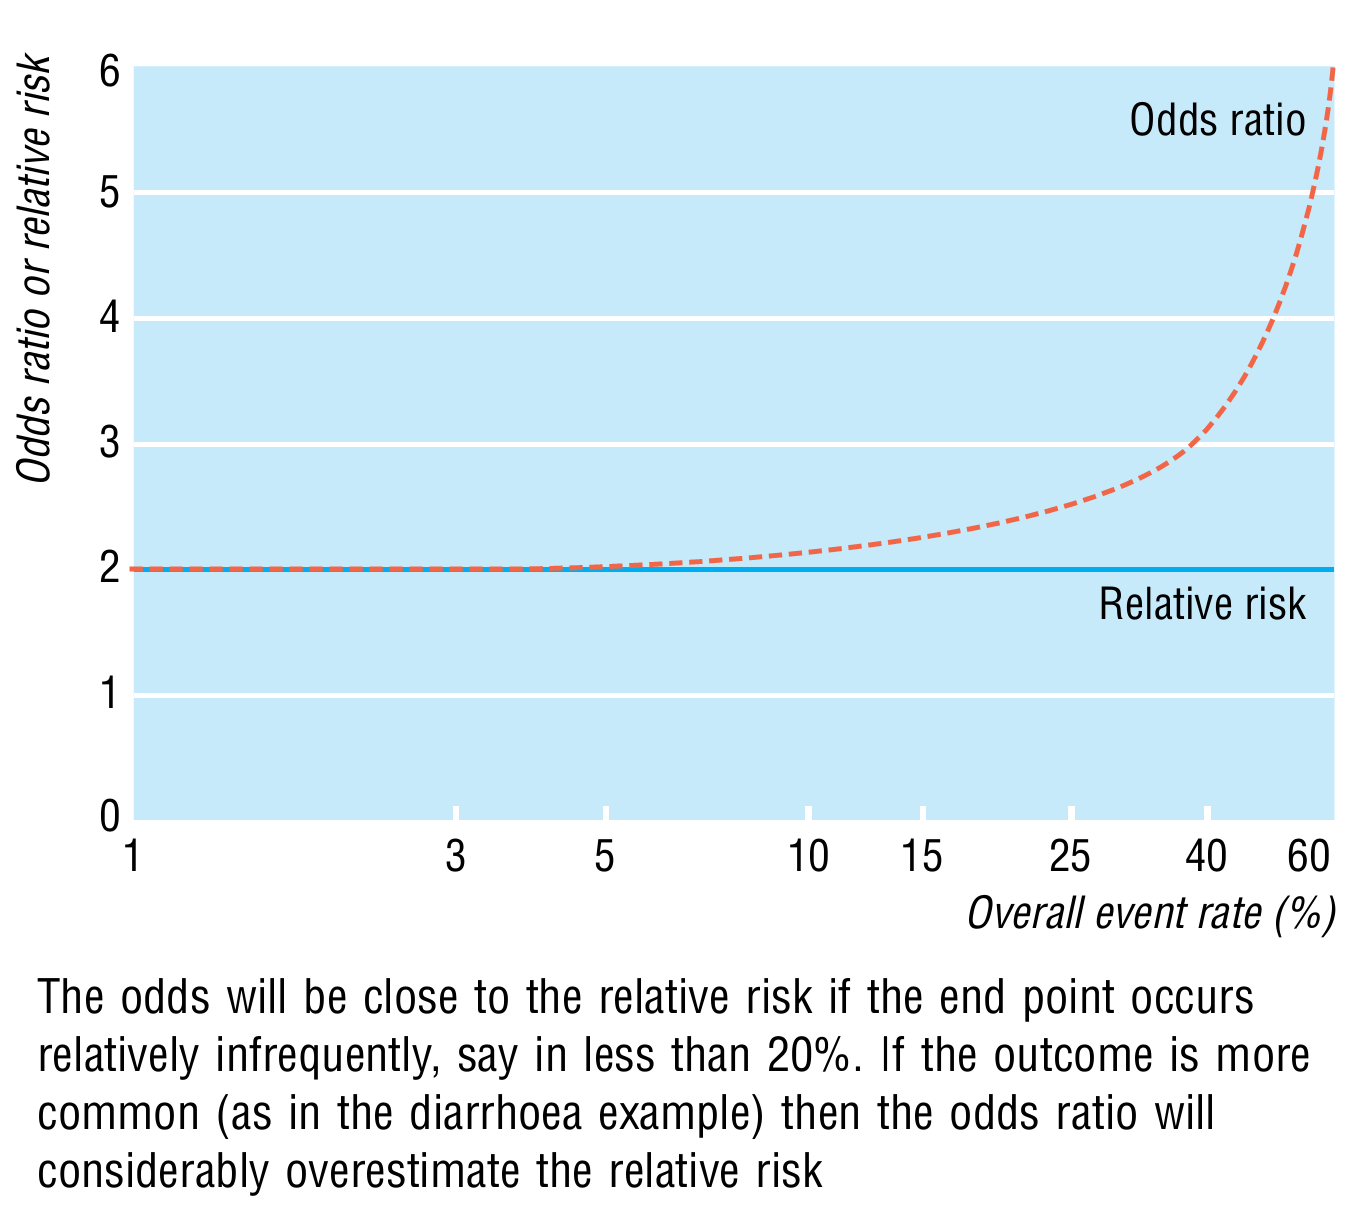 Odds ratio or relative risk
6
5
4
3
2
1
0
Odds ratio
Relative risk
1 3 5 10 15 25 40 60
Overall event rate (%)
The odds will be close to the relative risk if the end point occurs
relatively infrequently, say in less than 20%. If the outcome is more
common (as in the diarrhoea example) then the odds ratio will
considerably overestimate the relative risk